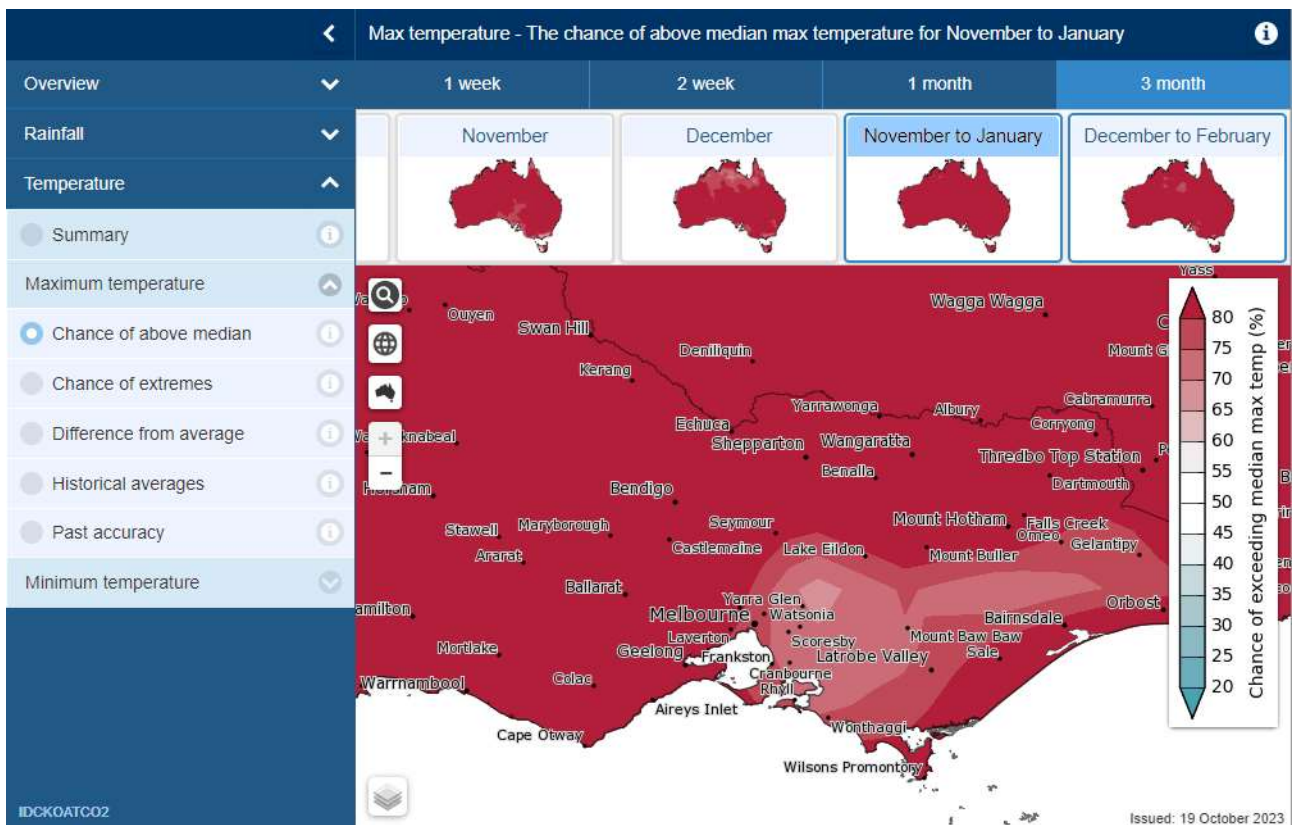 Max temperature - The chance of above median max temperature for November to January
Overview
Rainfall
Temperature
Summary
Maximum temperature
Chance of above median
Chance of extremes
Difference from average
Historical averages
Past accuracy
Minimum temperature
IDCKOATCO2
1 week
2 week
1 month
3 month
November
December
November to January
December to February
Yass
Ouyen
Swan Hill
Wagga Wagga
Deniliquin
Mount G
Kerang
Yarrawonga
Albury
Cabramurra
Echuca
Corryong
knabeal
Shepparton
Wangaratta
Thredbo Top Station
Benalla
Dartmouth
Bendigo
Stawell
Maryborough
Seymour
Mount Hotham
Falls Creek
Omeo
Castlemaine
Lake Eildon
Mount Buller
Gelantipy
Ararat
Ballarat
Yarra Glen
Orbost
amilton
Melbourne
Watsonia
Bairnsdale
Laverton
Scoresby
Mount Baw Baw
Mortlake
Geelong
Frankston
Latrobe Valley
Sale
Cranbourne
Warrnambool
Colac
Rhyll
Aireys Inlet
Wonthaggi
Cape Otway
Wilsons Promontory
80
75
70
65
60
55
50
45
40
35
30
25
20
Chance of exceeding median max temp (%)
Issued: 19 October 2023